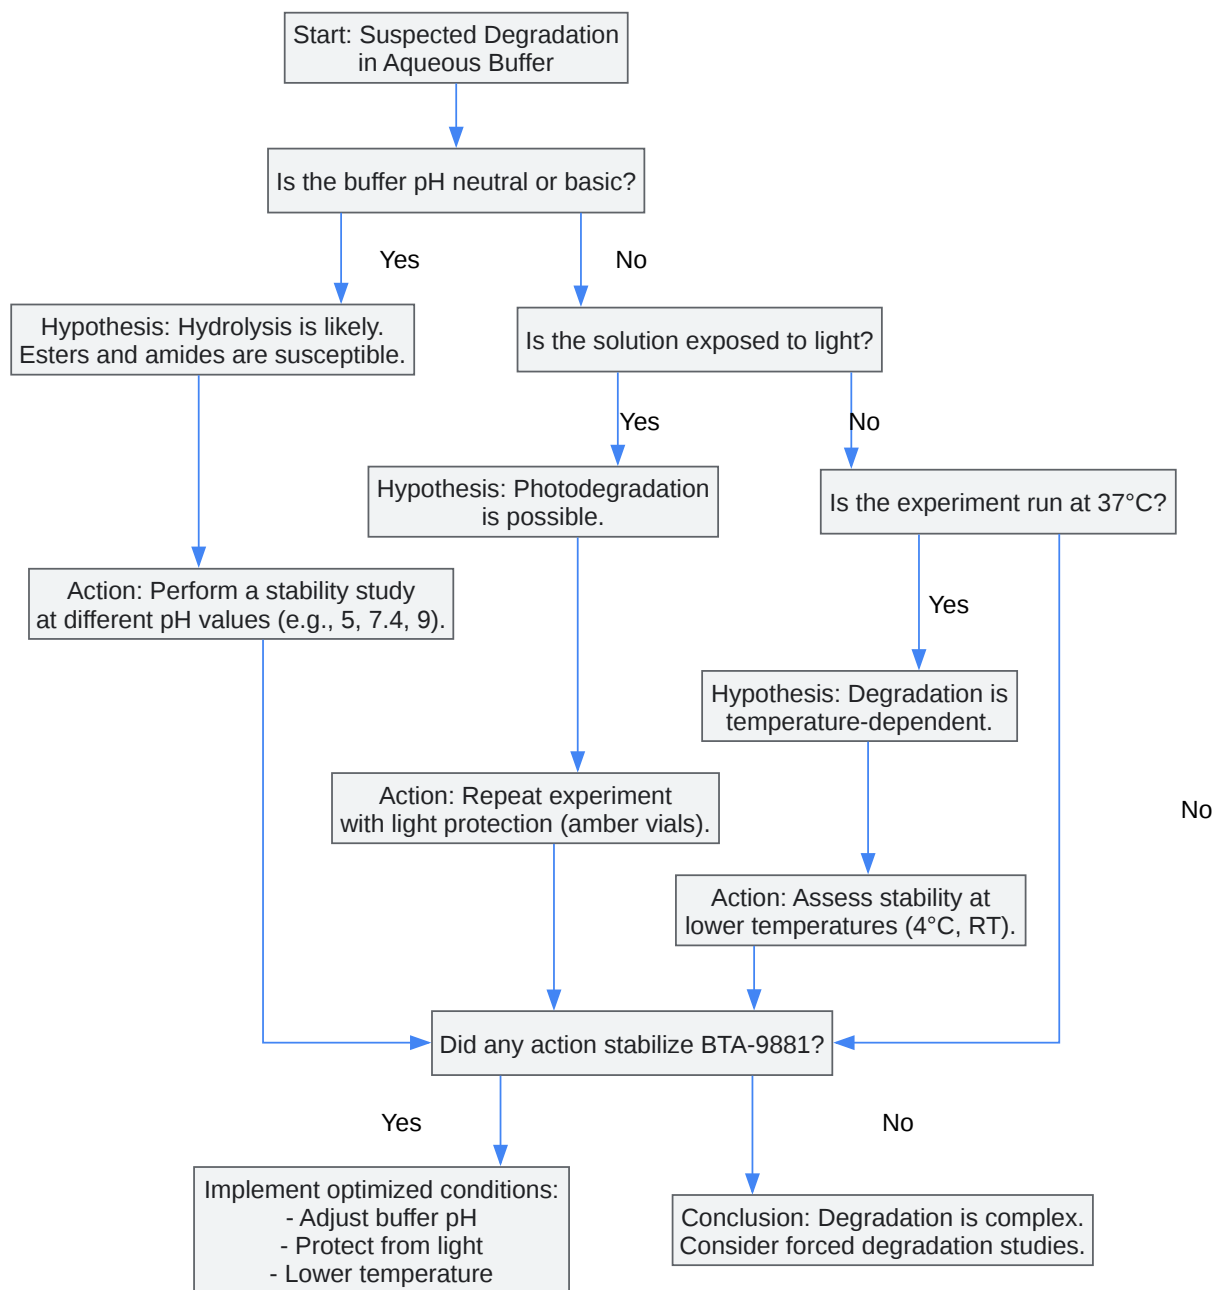 Start: Suspected Degradation
in Aqueous Buffer
Is the buffer pH neutral or basic?
Yes
No
Hypothesis: Hydrolysis is likely.
Esters and amides are susceptible.
Is the solution exposed to light?
Yes
No
Hypothesis: Photodegradation
is possible.
Is the experiment run at 37°C?
Action: Perform a stability study
at different pH values (e.g., 5, 7.4, 9).
Yes
Hypothesis: Degradation is
temperature-dependent.
Action: Repeat experiment
with light protection (amber vials).
No
Action: Assess stability at
lower temperatures (4°C, RT).
Did any action stabilize BTA-9881?
Yes
No
Implement optimized conditions:
- Adjust buffer pH
- Protect from light
- Lower temperature
Conclusion: Degradation is complex.
Consider forced degradation studies.